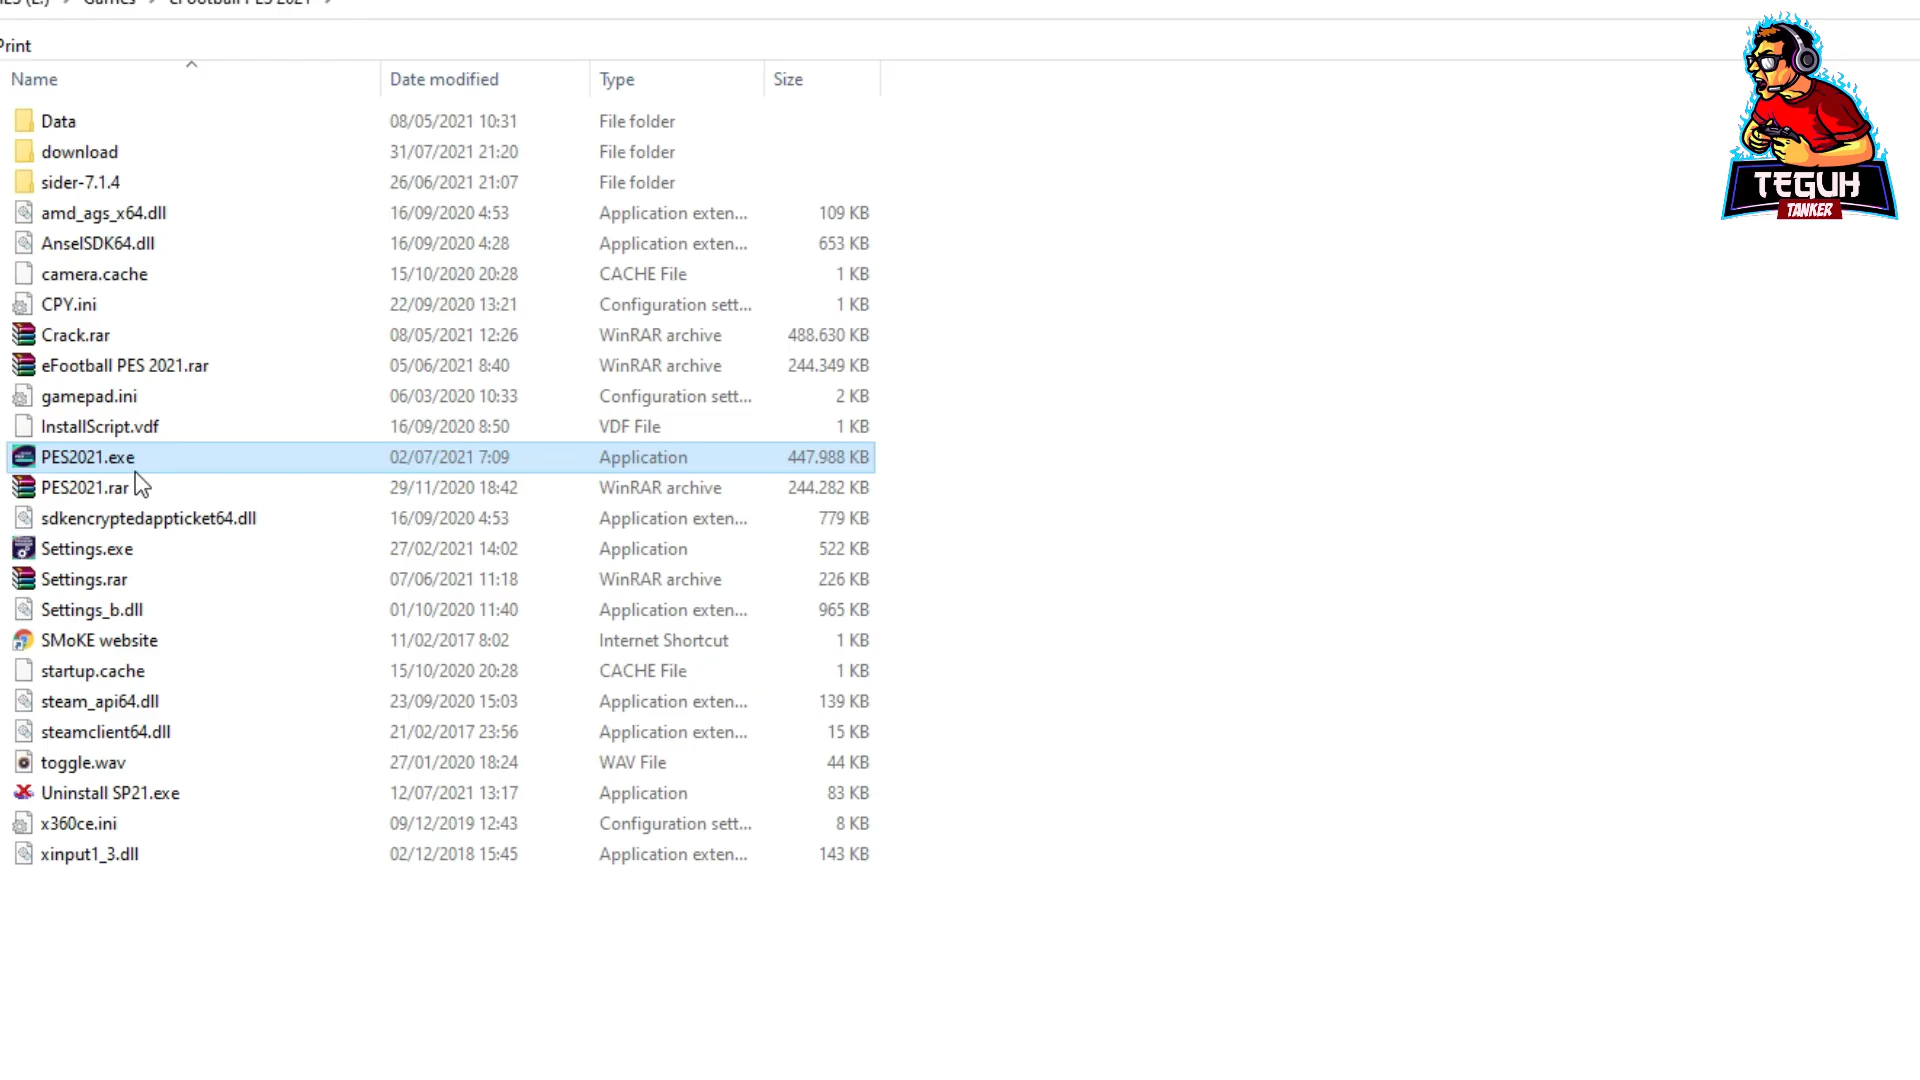 Games > eFootball PES 2021 >
Print
Name Date modified Type Size
Data 08/05/2021 10:31 File folder
download 31/07/2021 21:20 File folder
sider-7.1.4 26/06/2021 21:07 File folder
amd_ags_x64.dll 16/09/2020 4:53 Application exten... 109 KB
AnselSDK64.dll 16/09/2020 4:28 Application exten... 653 KB
camera.cache 15/10/2020 20:28 CACHE File 1 KB
CPY.ini 22/09/2020 13:21 Configuration sett... 1 KB
Crack.rar 08/05/2021 12:26 WinRAR archive 488.630 KB
eFootball PES 2021.rar 05/06/2021 8:40 WinRAR archive 244.349 KB
gamepad.ini 06/03/2020 10:33 Configuration sett... 2 KB
InstallScript.vdf 16/09/2020 8:50 VDF File 1 KB
PES2021.exe 02/07/2021 7:09 Application 447.988 KB
PES2021.rar 29/11/2020 18:42 WinRAR archive 244.282 KB
sdkencryptedappticket64.dll 16/09/2020 4:53 Application exten... 779 KB
Settings.exe 27/02/2021 14:02 Application 522 KB
Settings.rar 07/06/2021 11:18 WinRAR archive 226 KB
Settings_b.dll 01/10/2020 11:40 Application exten... 965 KB
SMoKE website 11/02/2017 8:02 Internet Shortcut 1 KB
startup.cache 15/10/2020 20:28 CACHE File 1 KB
steam_api64.dll 23/09/2020 15:03 Application exten... 139 KB
steamclient64.dll 21/02/2017 23:56 Application exten... 15 KB
toggle.wav 27/01/2020 18:24 WAV File 44 KB
Uninstall SP21.exe 12/07/2021 13:17 Application 83 KB
x360ce.ini 09/12/2019 12:43 Configuration sett... 8 KB
xinput1_3.dll 02/12/2018 15:45 Application exten... 143 KB
TEGUH
TANKER